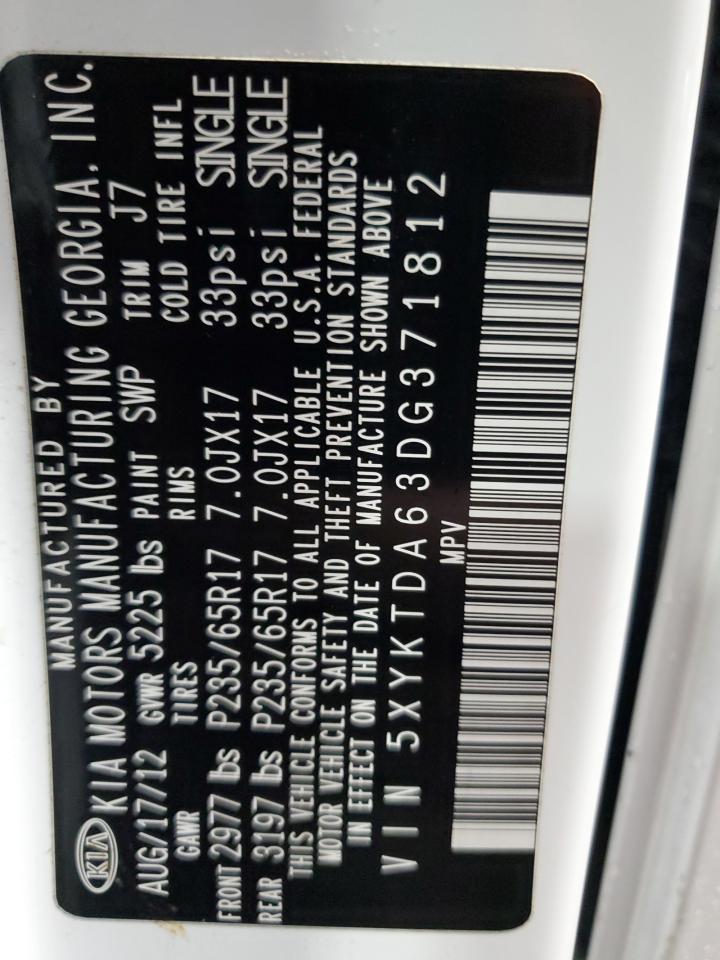 MANUFACTURED BY
KIA KIA MOTORS MANUFACTURING GEORGIA, INC.
AUG/17/12 GVWR 5225 lbs PAINT SWP TRIM J7
GAWR TIRES RIMS COLD TIRE INFL
FRONT 2977 lbs P235/65R17 7.0JX17 33psi SINGLE
REAR 3197 lbs P235/65R17 7.0JX17 33psi SINGLE
THIS VEHICLE CONFORMS TO ALL APPLICABLE U.S.A. FEDERAL
MOTOR VEHICLE SAFETY AND THEFT PREVENTION STANDARDS
IN EFFECT ON THE DATE OF MANUFACTURE SHOWN ABOVE
VIN 5XYKTDA63DG371812
MPV